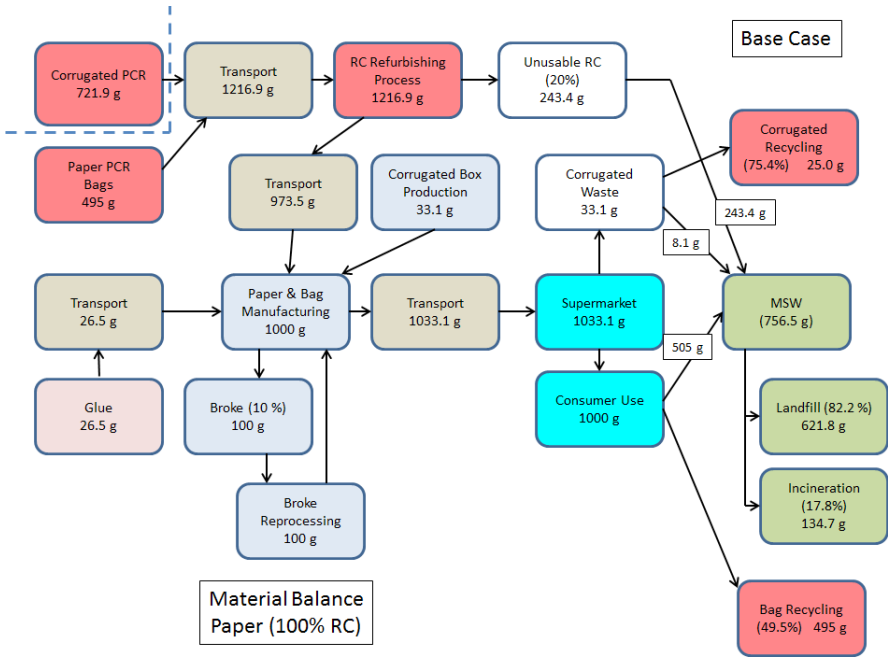 Base Case
Corrugated PCR
721.9 g
Transport
1216.9 g
RC Refurbishing
Process
1216.9 g
Unusable RC
(20%)
243.4 g
Corrugated
Recycling
(75.4%) 25.0 g
Paper PCR
Bags
495 g
Transport
973.5 g
Corrugated Box
Production
33.1 g
Corrugated
Waste
33.1 g
243.4 g
8.1 g
Transport
26.5 g
Paper & Bag
Manufacturing
1000 g
Transport
1033.1 g
Supermarket
1033.1 g
MSW
(756.5 g)
505 g
Glue
26.5 g
Broke (10 %)
100 g
Consumer Use
1000 g
Landfill (82.2 %)
621.8 g
Broke
Reprocessing
100 g
Incineration
(17.8%)
134.7 g
Material Balance
Paper (100% RC)
Bag Recycling
(49.5%) 495 g